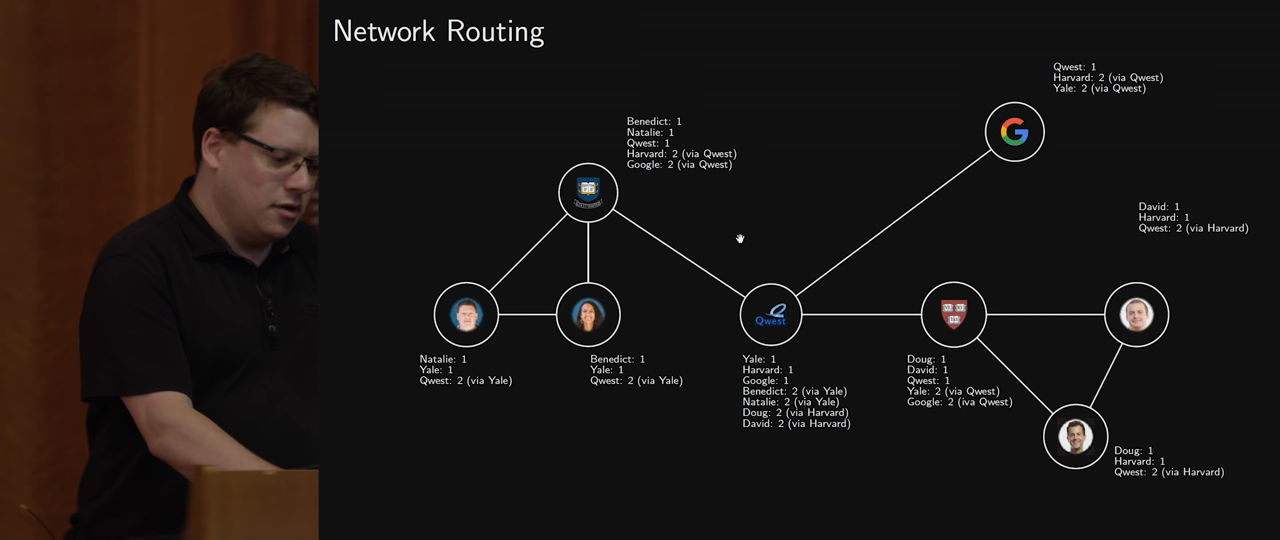 Network Routing
Qwest: 1
Harvard: 2 (via Qwest)
Yale: 2 (via Qwest)
Benedict: 1
Natalie: 1
Qwest: 1
Harvard: 2 (via Qwest)
Google: 2 (via Qwest)
David: 1
Harvard: 1
Qwest: 2 (via Harvard)
Qwest
Natalie: 1
Yale: 1
Qwest: 2 (via Yale)
Benedict: 1
Yale: 1
Qwest: 2 (via Yale)
Yale: 1
Harvard: 1
Google: 1
Benedict: 2 (via Yale)
Natalie: 2 (via Yale)
Doug: 2 (via Harvard)
David: 2 (via Harvard)
Doug: 1
David: 1
Qwest: 1
Yale: 2 (via Qwest)
Google: 2 (iva Qwest)
Doug: 1
Harvard: 1
Qwest: 2 (via Harvard)